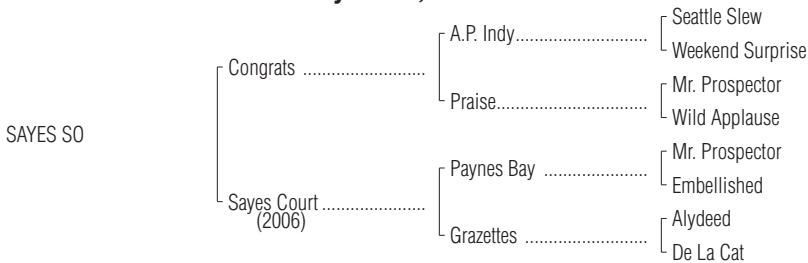 Seattle Slew
A.P. Indy..............................
Weekend Surprise
Congrats ...........................
Mr. Prospector
Praise..................................
Wild Applause
SAYES SO
Mr. Prospector
Paynes Bay .......................
Embellished
Sayes Court .......................
(2006)
Alydeed
Grazettes ...........................
De La Cat